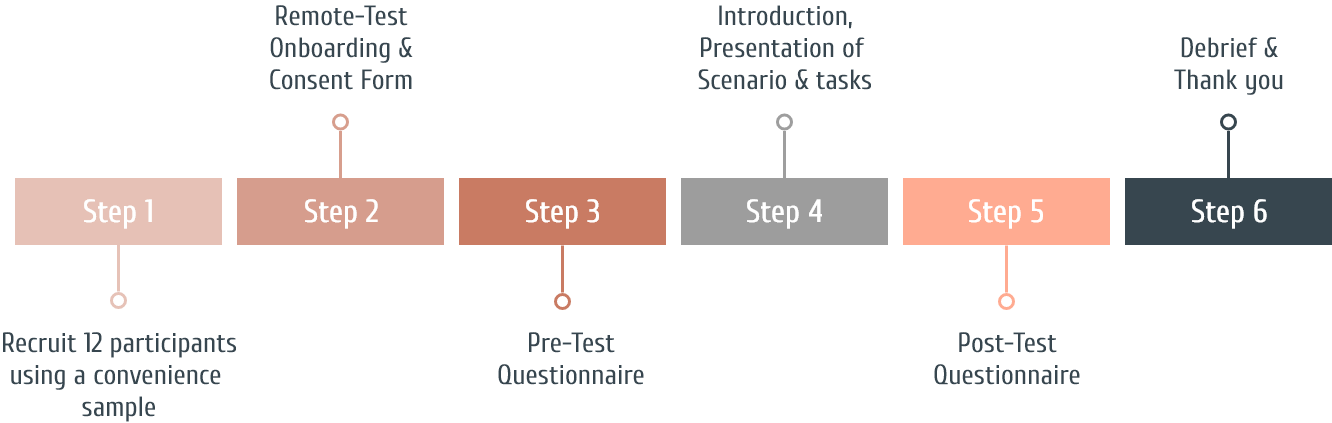 Remote-Test
Onboarding &
Consent Form
Introduction,
Presentation of
Scenario & tasks
Debrief &
Thank you
Step 1
Step 2
Step 3
Step 4
Step 5
Step 6
Recruit 12 participants
using a convenience
sample
Pre-Test
Questionnaire
Post-Test
Questionnaire